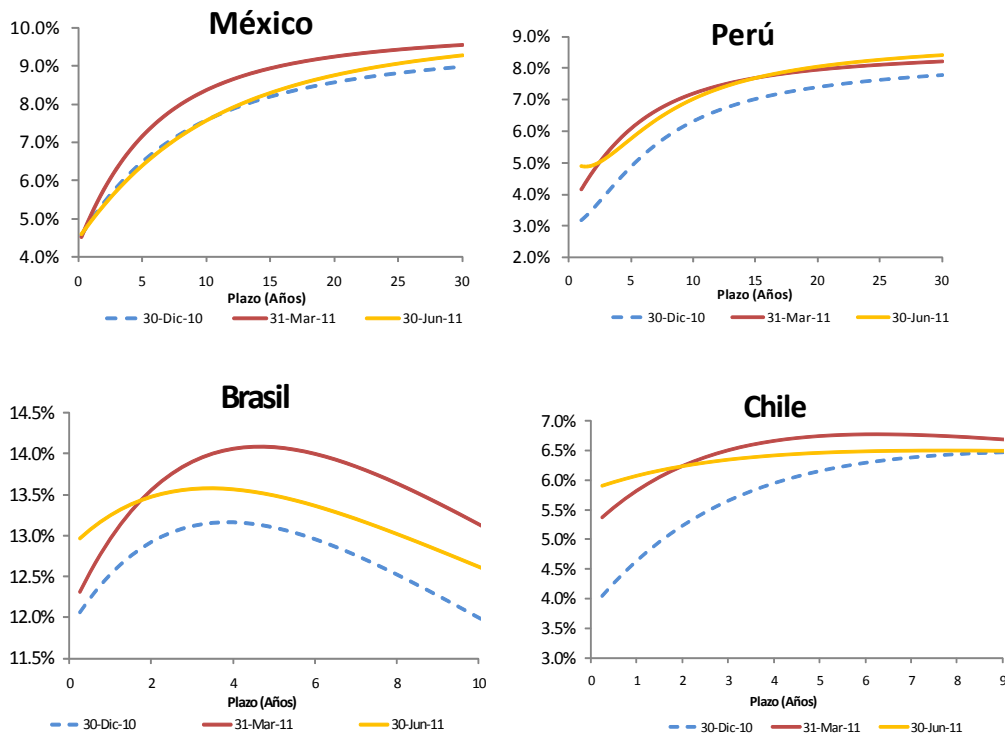 México
10.0%
9.0%
8.0%
7.0%
6.0%
5.0%
4.0%
0 5 10 15 20 25 30
Plazo (Años)
30-Dic-10 31-Mar-11 30-Jun-11
Perú
9.0%
8.0%
7.0%
6.0%
5.0%
4.0%
3.0%
2.0%
0 5 10 15 20 25 30
Plazo (Años)
30-Dic-10 31-Mar-11 30-Jun-11
Brasil
14.5%
14.0%
13.5%
13.0%
12.5%
12.0%
11.5%
0 2 4 6 8 10
Plazo (Años)
30-Dic-10 31-Mar-11 30-Jun-11
Chile
7.0%
6.5%
6.0%
5.5%
5.0%
4.5%
4.0%
3.5%
3.0%
0 1 2 3 4 5 6 7 8 9
Plazo (Años)
30-Dic-10 31-Mar-11 30-Jun-11